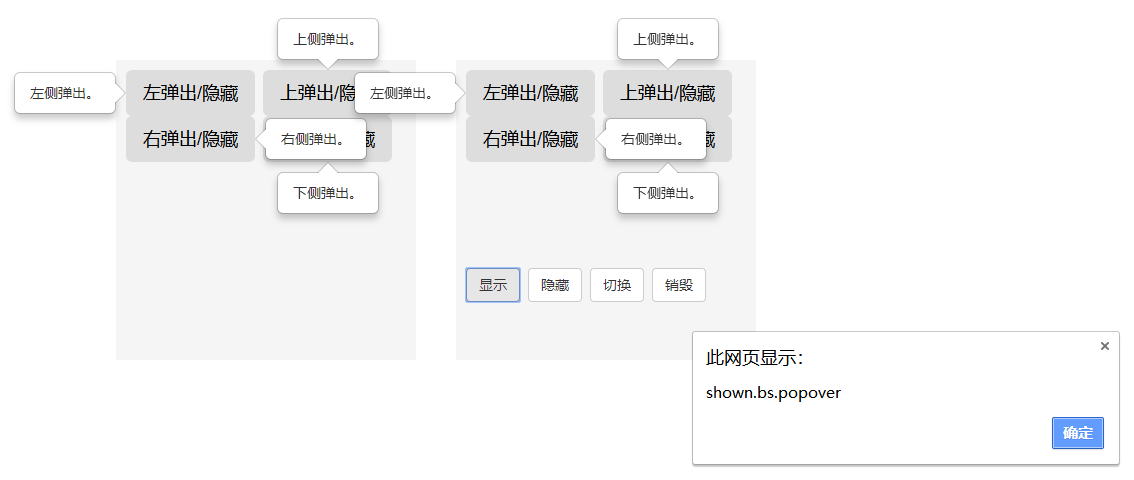 上侧弹出。
左侧弹出。
左弹出/隐藏
上弹出/隐
右弹出/隐藏
右侧弹出。
藏
下侧弹出。
上侧弹出。
左侧弹出。
左弹出/隐藏
上弹出/隐藏
右弹出/隐藏
右侧弹出。
藏
下侧弹出。
显示
隐藏
切换
销毁
此网页显示：
×
shown.bs.popover
确定